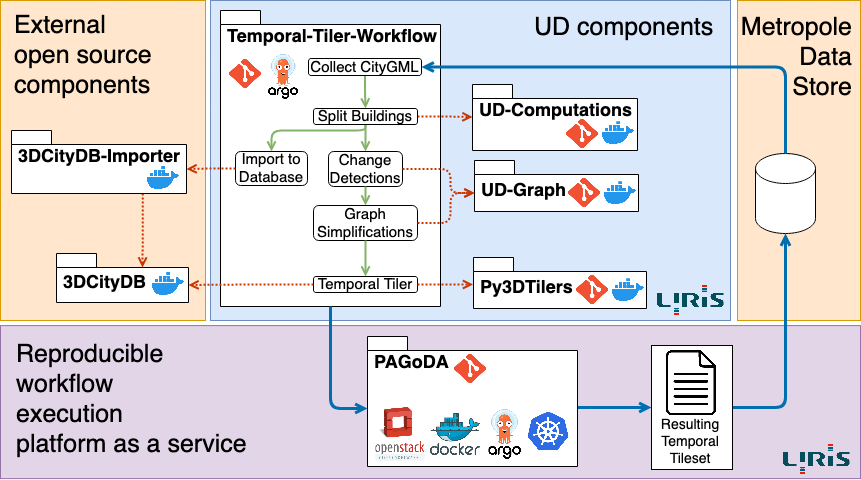 External
open source
components
UD components
Metropole
Data
Store
Temporal-Tiler-Workflow
argo
Collect CityGML
Split Buildings
Import to
Database
Change
Detections
Graph
Simplifications
Temporal Tiler
3DCityDB-Importer
3DCityDB
UD-Computations
UD-Graph
Py3DTilers
LIRIS
Reproducible
workflow
execution
platform as a service
PAGoDA
openstack
docker
argo
Resulting
Temporal
Tileset
LIRIS